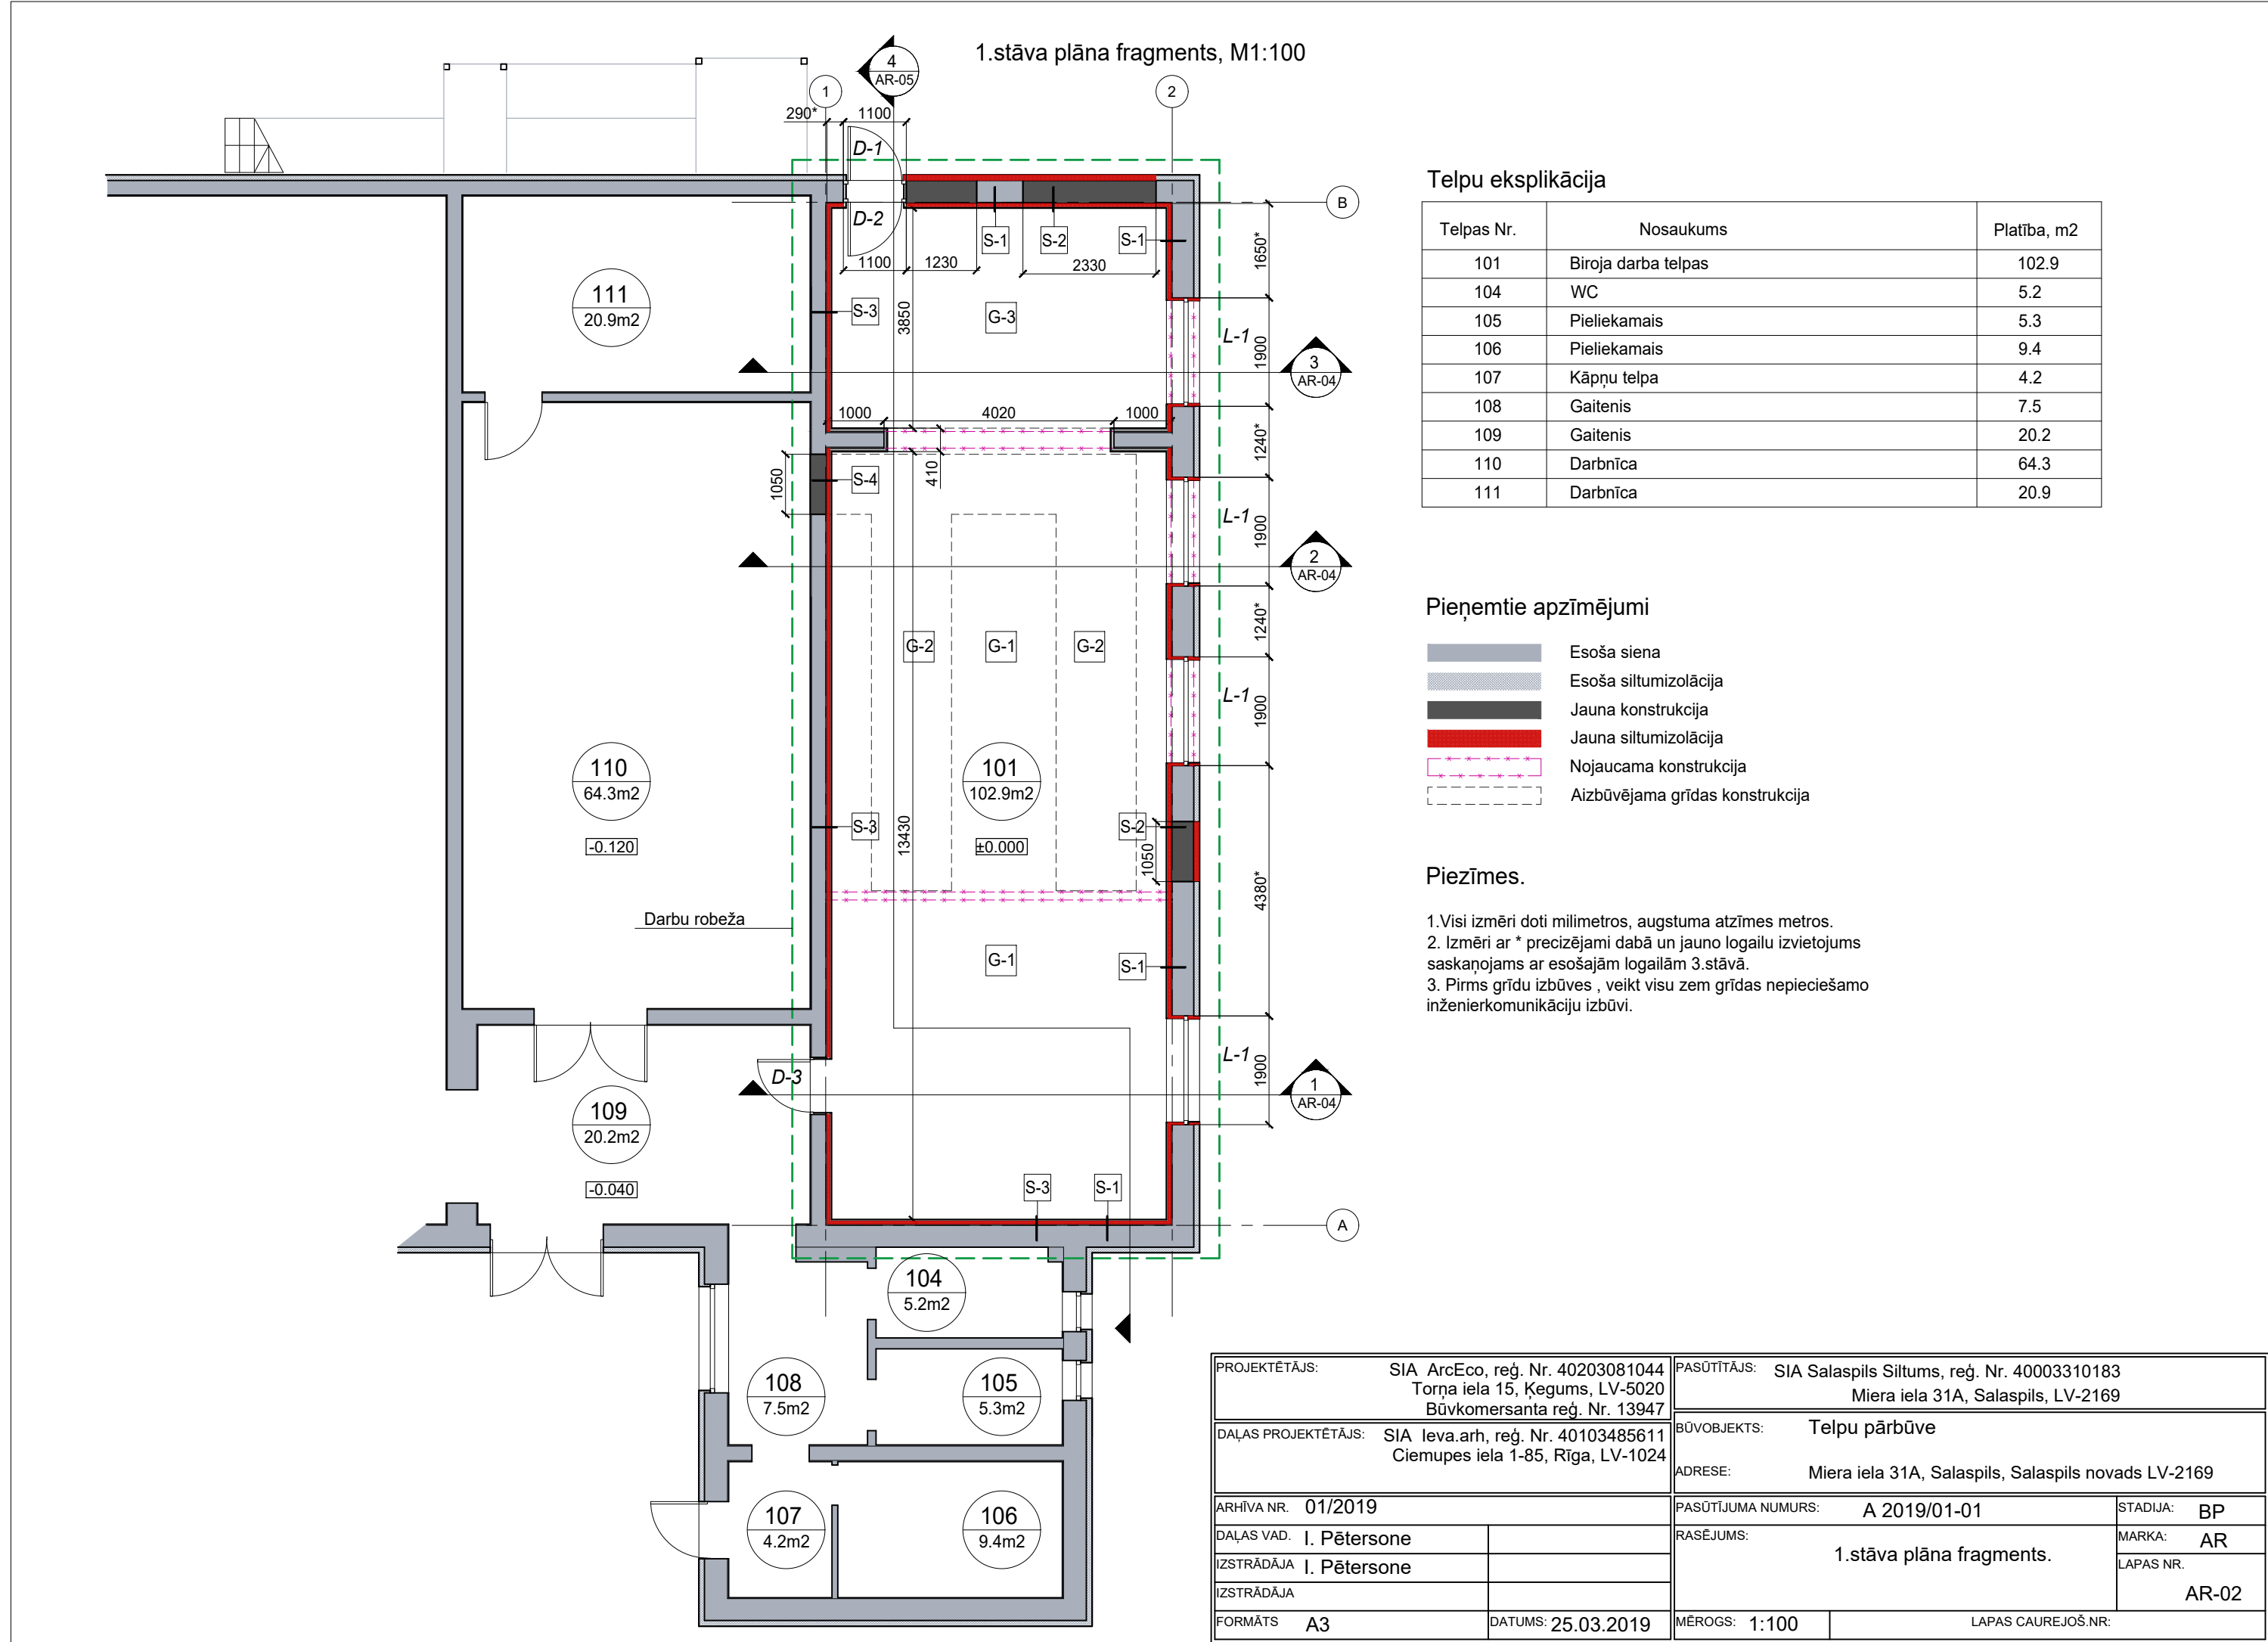 1.stāva plāna fragments, M1:100
4
AR-05
1
2
290*
1100
D-1
D-2
B
S-1
S-2
S-1
1100
1230
2330
1650*
111
20.9m2
S-3
3850
G-3
L-1
1900
3
AR-04
1000
4020
1000
1240*
410
1050
S-4
L-1
1900
2
AR-04
1240*
G-2
G-1
G-2
L-1
1900
110
64.3m2
-0.120
101
102.9m2
±0.000
S-3
13430
S-2
1050
4380*
Darbu robeža
G-1
S-1
L-1
1900
D-3
1
AR-04
109
20.2m2
-0.040
S-3
S-1
A
104
5.2m2
108
7.5m2
105
5.3m2
107
4.2m2
106
9.4m2
Telpu eksplikācija
Telpas Nr. Nosaukums Platība, m2
101 Biroja darba telpas 102.9
104 WC 5.2
105 Pieliekamais 5.3
106 Pieliekamais 9.4
107 Kāpņu telpa 4.2
108 Gaitenis 7.5
109 Gaitenis 20.2
110 Darbnīca 64.3
111 Darbnīca 20.9
Pieņemtie apzīmējumi
Esoša siena
Esoša siltumizolācija
Jauna konstrukcija
Jauna siltumizolācija
Nojaucama konstrukcija
Aizbūvējama grīdas konstrukcija
Piezīmes.
1.Visi izmēri doti milimetros, augstuma atzīmes metros.
2. Izmēri ar * precizējami dabā un jauno logailu izvietojums
saskaņojams ar esošajām logailām 3.stāvā.
3. Pirms grīdu izbūves , veikt visu zem grīdas nepieciešamo
inženierkomunikāciju izbūvi.
PROJEKTĒTĀJS: SIA ArcEco, reģ. Nr. 40203081044
Torņa iela 15, Ķegums, LV-5020
Būvkomersanta reģ. Nr. 13947
DAĻAS PROJEKTĒTĀJS: SIA Ieva.arh, reģ. Nr. 40103485611
Ciemupes iela 1-85, Rīga, LV-1024
ARHĪVA NR. 01/2019
DAĻAS VAD. I. Pētersone
IZSTRĀDĀJA I. Pētersone
IZSTRĀDĀJA
FORMĀTS A3 DATUMS: 25.03.2019
PASŪTĪTĀJS: SIA Salaspils Siltums, reģ. Nr. 40003310183
Miera iela 31A, Salaspils, LV-2169
BŪVOBJEKTS: Telpu pārbūve
ADRESE: Miera iela 31A, Salaspils, Salaspils novads LV-2169
PASŪTĪJUMA NUMURS: A 2019/01-01 STADIJA: BP
RASĒJUMS: 1.stāva plāna fragments.
MARKA: AR
LAPAS NR.
AR-02
MĒROGS: 1:100 LAPAS CAUREJOŠ.NR: